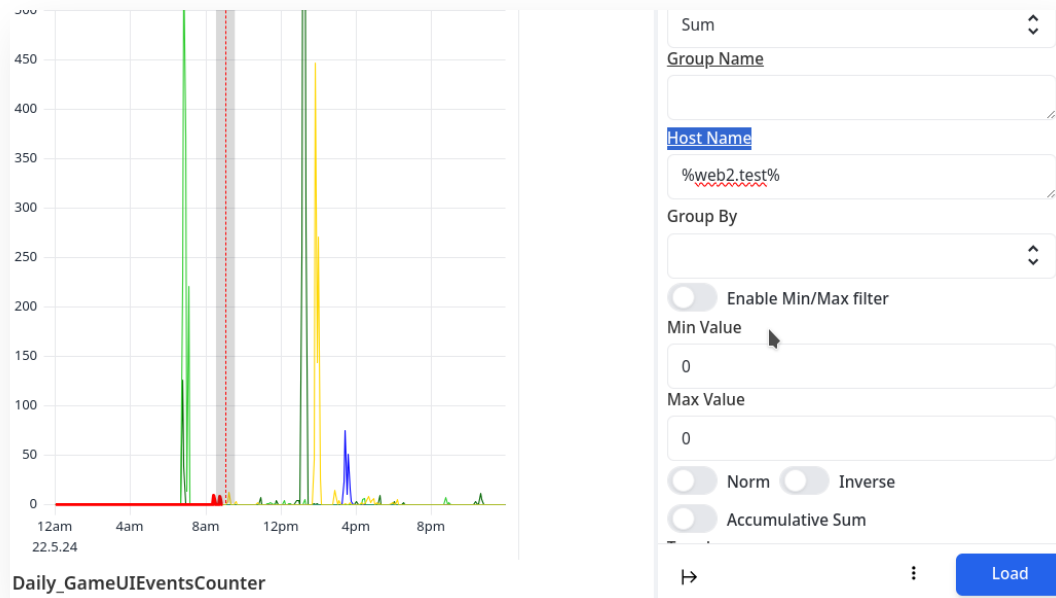 500
450
400
350
300
250
200
150
100
50
0
12am 4am 8am 12pm 4pm 8pm
22.5.24
Daily_GameUIEventsCounter
Sum
Group Name
Host Name
%web2.test%
Group By
Enable Min/Max filter
Min Value
0
Max Value
0
Norm Inverse
Accumulative Sum
Load